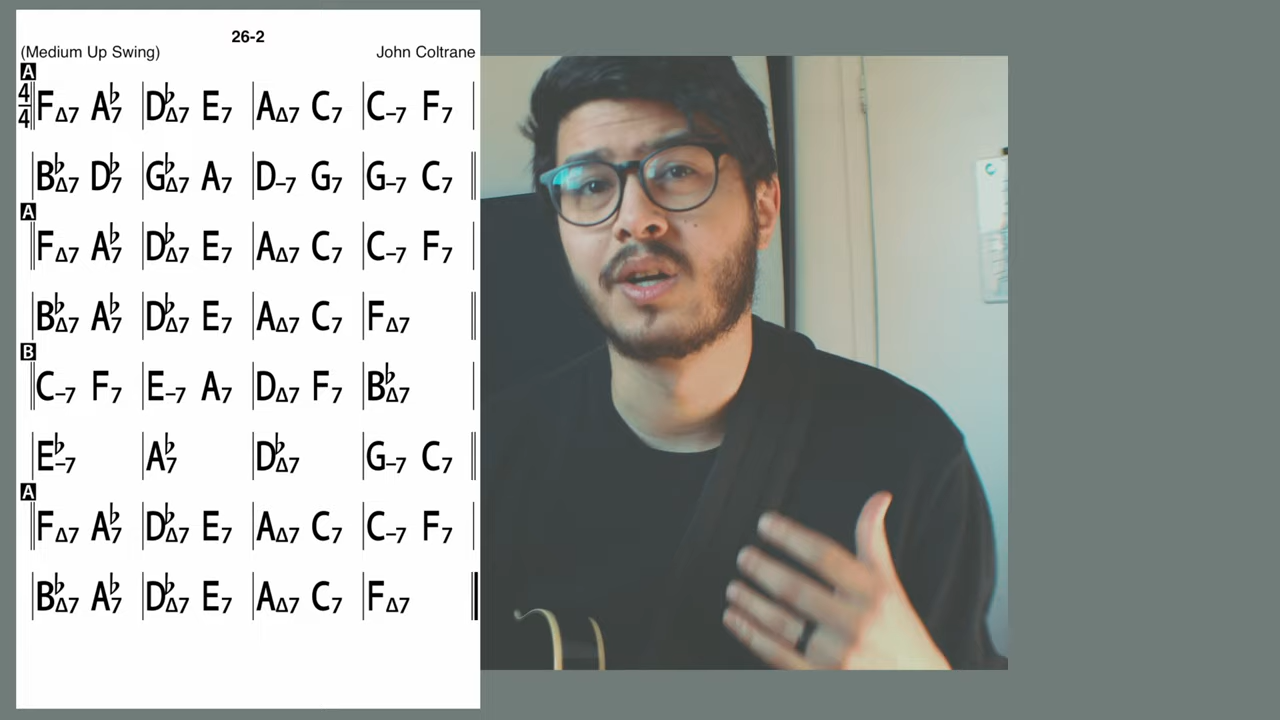 26-2
(Medium Up Swing) John Coltrane
A
4/4 FΔ7 A♭7 | D♭Δ7 E7 | AΔ7 C7 | C–7 F7 |
| B♭Δ7 D♭7 | G♭Δ7 A7 | D–7 G7 | G–7 C7 ||
A
|| FΔ7 A♭7 | D♭Δ7 E7 | AΔ7 C7 | C–7 F7 |
| B♭Δ7 A♭7 | D♭Δ7 E7 | AΔ7 C7 | FΔ7 ||
B
|| C–7 F7 | E–7 A7 | DΔ7 F7 | B♭Δ7 |
| E♭–7 | A♭7 | D♭Δ7 | G–7 C7 ||
A
|| FΔ7 A♭7 | D♭Δ7 E7 | AΔ7 C7 | C–7 F7 |
| B♭Δ7 A♭7 | D♭Δ7 E7 | AΔ7 C7 | FΔ7 ||